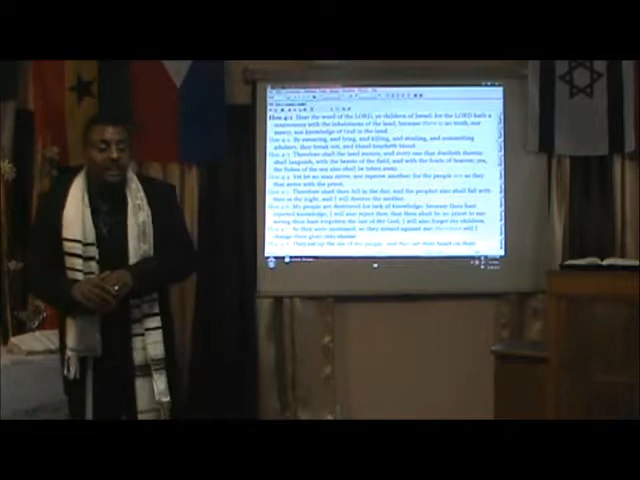 Hos 4:1 Hear the word of the LORD, ye children of Israel: for the LORD hath a
controversy with the inhabitants of the land, because there is no truth, nor
mercy, nor knowledge of God in the land.
Hos 4:2 By swearing, and lying, and killing, and stealing, and committing
adultery, they break out, and blood toucheth blood.
Hos 4:3 Therefore shall the land mourn, and every one that dwelleth therein
shall languish, with the beasts of the field, and with the fowls of heaven; yea,
the fishes of the sea also shall be taken away.
Hos 4:4 Yet let no man strive, nor reprove another: for thy people are as they
that strive with the priest.
Hos 4:5 Therefore shalt thou fall in the day, and the prophet also shall fall with
thee in the night, and I will destroy thy mother.
Hos 4:6 My people are destroyed for lack of knowledge: because thou hast
rejected knowledge, I will also reject thee, that thou shalt be no priest to me:
seeing thou hast forgotten the law of thy God, I will also forget thy children.
Hos 4:7 As they were increased, so they sinned against me: therefore will I
change their glory into shame.
Hos 4:8 They eat up the sin of my people, and they set their heart on their